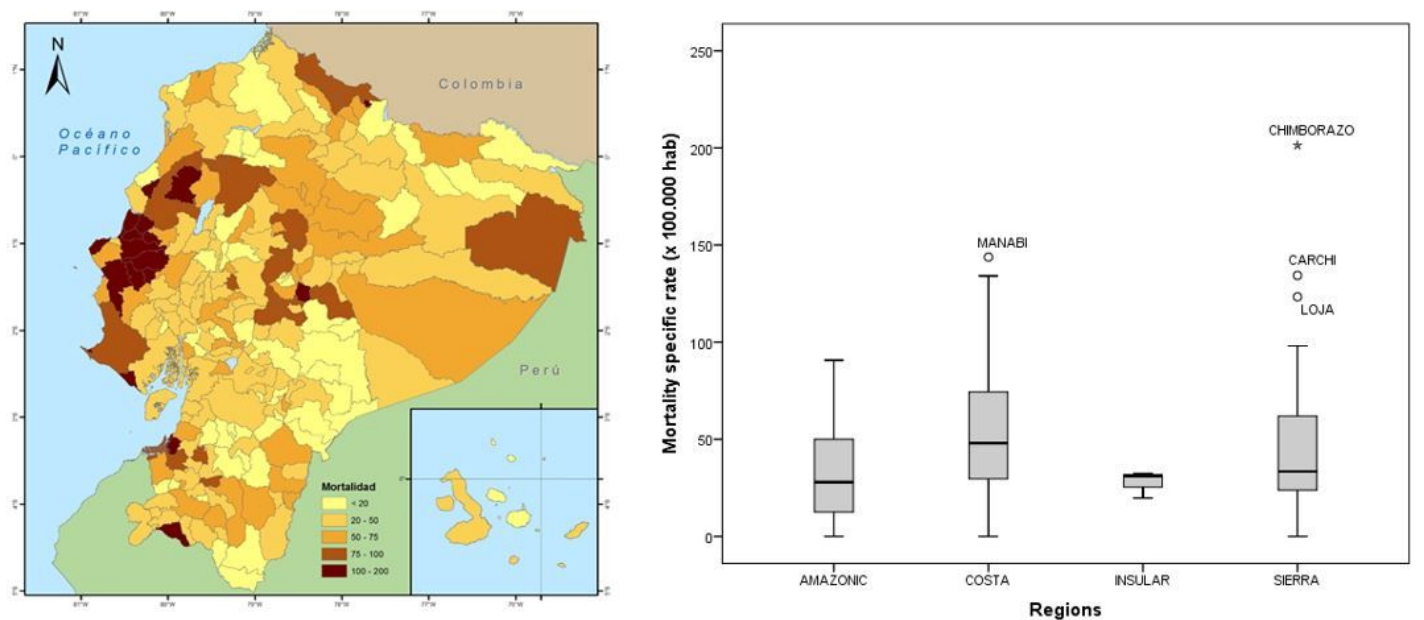 N
Colombia
Océano
Pacífico
Perú
Mortalidad
< 20
20 - 50
50 - 75
75 - 100
100 - 200
Mortality specific rate (x 100.000 hab)
250
200
150
100
50
0
CHIMBORAZO
MANABI
CARCHI
LOJA
AMAZONIC
COSTA
INSULAR
SIERRA
Regions